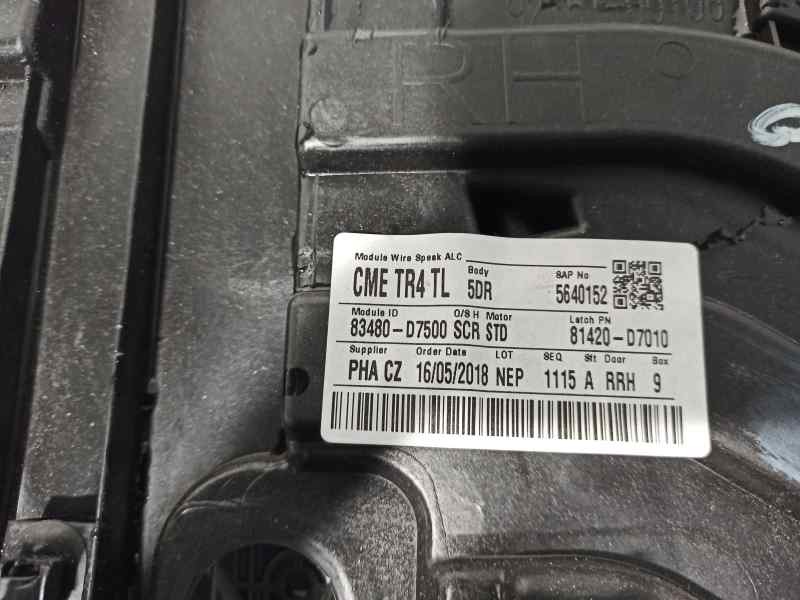 RH
Module Wire Speak ALC
Body
SAP No
CME TR4 TL 5DR 5640152
Module ID O/S H Motor Latch PN
83480-D7500 SCR STD 81420-D7010
Supplier Order Date LOT SEQ Sft Door Box
PHA CZ 16/05/2018 NEP 1115 A RRH 9